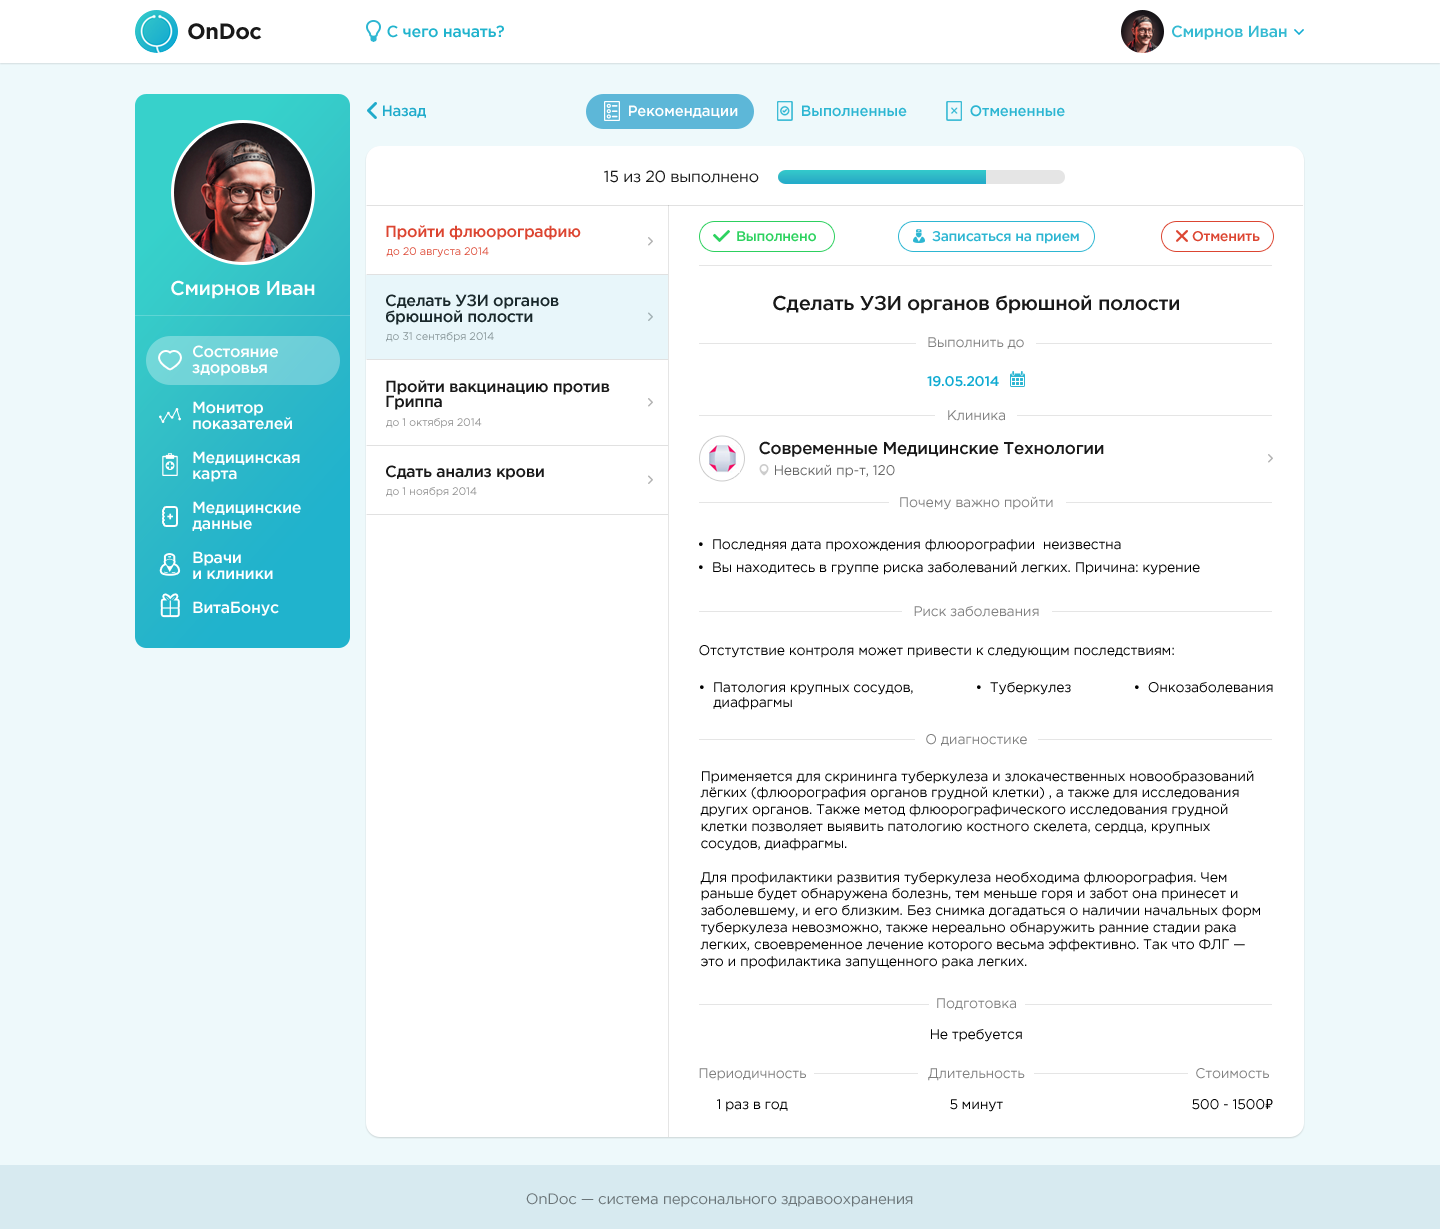 OnDoc
С чего начать?
Смирнов Иван
Смирнов Иван
Состояние
здоровья
Монитор
показателей
Медицинская
карта
Медицинские
данные
Врачи
и клиники
ВитаБонус
Назад
Рекомендации
Выполненные
Отмененные
15 из 20 выполнено
Пройти флюорографию
до 20 августа 2014
Сделать УЗИ органов
брюшной полости
до 31 сентября 2014
Пройти вакцинацию против
Гриппа
до 1 октября 2014
Сдать анализ крови
до 1 ноября 2014
Выполнено
Записаться на прием
Отменить
Сделать УЗИ органов брюшной полости
Выполнить до
19.05.2014
Клиника
Современные Медицинские Технологии
Невский пр-т, 120
Почему важно пройти
• Последняя дата прохождения флюорографии неизвестна
• Вы находитесь в группе риска заболеваний легких. Причина: курение
Риск заболевания
Отстутствие контроля может привести к следующим последствиям:
• Патология крупных сосудов,
диафрагмы
• Туберкулез
• Онкозаболевания
О диагностике
Применяется для скрининга туберкулеза и злокачественных новообразований
лёгких (флюорография органов грудной клетки) , а также для исследования
других органов. Также метод флюорографического исследования грудной
клетки позволяет выявить патологию костного скелета, сердца, крупных
сосудов, диафрагмы.
Для профилактики развития туберкулеза необходима флюорография. Чем
раньше будет обнаружена болезнь, тем меньше горя и забот она принесет и
заболевшему, и его близким. Без снимка догадаться о наличии начальных форм
туберкулеза невозможно, также нереально обнаружить ранние стадии рака
легких, своевременное лечение которого весьма эффективно. Так что ФЛГ —
это и профилактика запущенного рака легких.
Подготовка
Не требуется
Периодичность
Длительность
Стоимость
1 раз в год
5 минут
500 - 1500₽
OnDoc — система персонального здравоохранения